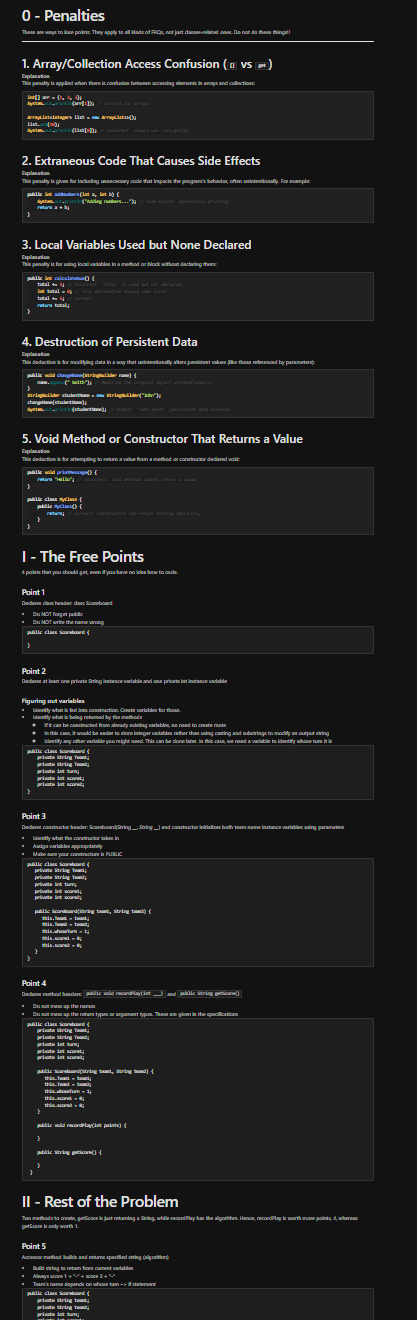 0 - Penalties
These are ways to lose points. They apply to all kinds of FRQs, not just classes-related ones. Do not do these things!!
1. Array/Collection Access Confusion ( [] vs get )
Explanation
This penalty is applied when there is confusion between accessing elements in arrays and collections:
int[] arr = {1, 2, 3};
System.out.println(arr[1]); // Correct for arrays
ArrayList<Integer> list = new ArrayList<>();
list.add(10);
System.out.println(list[0]); // Incorrect: should use list.get(0)
2. Extraneous Code That Causes Side Effects
Explanation
This penalty is given for including unnecessary code that impacts the program's behavior, often unintentionally. For example:
public int addNumbers(int a, int b) {
System.out.println("Adding numbers..."); // Side-effect: unnecessary printing
return a + b;
}
3. Local Variables Used but None Declared
Explanation
This penalty is for using local variables in a method or block without declaring them:
public int calculateSum() {
total += 5; // Incorrect: 'total' is used but not declared
int total = 0; // This declaration should come first
total += 5; // Correct
return total;
}
4. Destruction of Persistent Data
Explanation
This deduction is for modifying data in a way that unintentionally alters persistent values (like those referenced by parameters):
public void changeName(StringBuilder name) {
name.append(" Smith"); // Modifies the original object unintentionally
}
StringBuilder studentName = new StringBuilder("John");
changeName(studentName);
System.out.println(studentName); // Output: "John Smith" (persistent data altered)
5. Void Method or Constructor That Returns a Value
Explanation
This deduction is for attempting to return a value from a method or constructor declared void:
public void printMessage() {
return "Hello"; // Incorrect: void methods cannot return a value
}
public class MyClass {
public MyClass() {
return; // Correct: constructors can return nothing implicitly
}
}
I - The Free Points
4 points that you should get, even if you have no idea how to code.
Point 1
Declares class header: class Scoreboard
• Do NOT forget public
• Do NOT write the name wrong
public class Scoreboard {
}
Point 2
Declares at least one private String instance variable and one private int instance variable
Figuring out variables
• Identify what is fed into construction. Create variables for those.
• Identify what is being returned by the methods
If it can be constructed from already existing variables, no need to create more
In this case, it would be easier to store integer variables rather than using casting and substrings to modify an output string
Identify any other variable you might need. This can be done later. In this case, we need a variable to identify whose turn it is
public class Scoreboard {
private String Team1;
private String Team2;
private int turn;
private int score1;
private int score2;
}
Point 3
Declares constructor header: Scoreboard(String __, String __) and constructor initializes both team name instance variables using parameters
• Identify what the constructor takes in
• Assign variables appropriately
• Make sure your constructure is PUBLIC
public class Scoreboard {
private String Team1;
private String Team2;
private int turn;
private int score1;
private int score2;
public Scoreboard(String team1, String team2) {
this.Team1 = team1;
this.Team2 = team2;
this.whoseTurn = 1;
this.score1 = 0;
this.score2 = 0;
}
}
Point 4
Declares method headers: public void recordPlay(int ___) and public String getScore()
• Do not mess up the names
• Do not mess up the return types or argument types. These are given in the specifications
public class Scoreboard {
private String Team1;
private String Team2;
private int turn;
private int score1;
private int score2;
public Scoreboard(String team1, String team2) {
this.Team1 = team1;
this.Team2 = team2;
this.whoseTurn = 1;
this.score1 = 0;
this.score2 = 0;
}
public void recordPlay(int points) {
}
public String getScore() {
}
}
II - Rest of the Problem
Two methods to create, getScore is just returning a String, while recordPlay has the algorithm. Hence, recordPlay is worth more points, 4, whereas
getScore is only worth 1.
Point 5
Accessor method builds and returns specified string (algorithm)
• Build string to return from current variables
• Always score 1 + "-" + score 2 + "-"
• Team's name depends on whose turn --> if statement
public class Scoreboard {
private String Team1;
private String Team2;
private int turn;